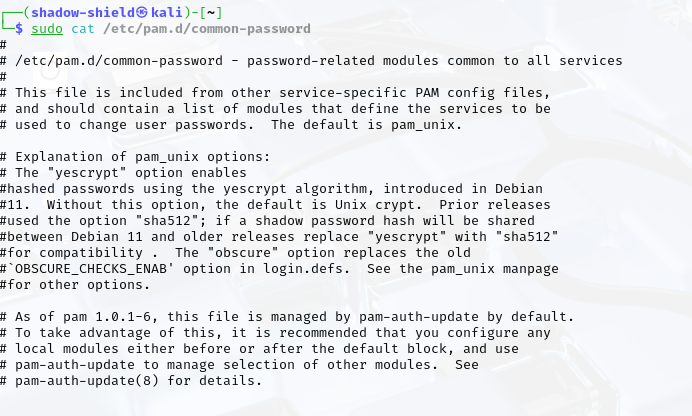 ┌──(shadow-shield㉿kali)-[~]
└─$ sudo cat /etc/pam.d/common-password
#
# /etc/pam.d/common-password - password-related modules common to all services
#
# This file is included from other service-specific PAM config files,
# and should contain a list of modules that define the services to be
# used to change user passwords.  The default is pam_unix.

# Explanation of pam_unix options:
# The "yescrypt" option enables
#hashed passwords using the yescrypt algorithm, introduced in Debian
#11.  Without this option, the default is Unix crypt.  Prior releases
#used the option "sha512"; if a shadow password hash will be shared
#between Debian 11 and older releases replace "yescrypt" with "sha512"
#for compatibility .  The "obscure" option replaces the old
#`OBSCURE_CHECKS_ENAB' option in login.defs.  See the pam_unix manpage
#for other options.

# As of pam 1.0.1-6, this file is managed by pam-auth-update by default.
# To take advantage of this, it is recommended that you configure any
# local modules either before or after the default block, and use
# pam-auth-update to manage selection of other modules.  See
# pam-auth-update(8) for details.